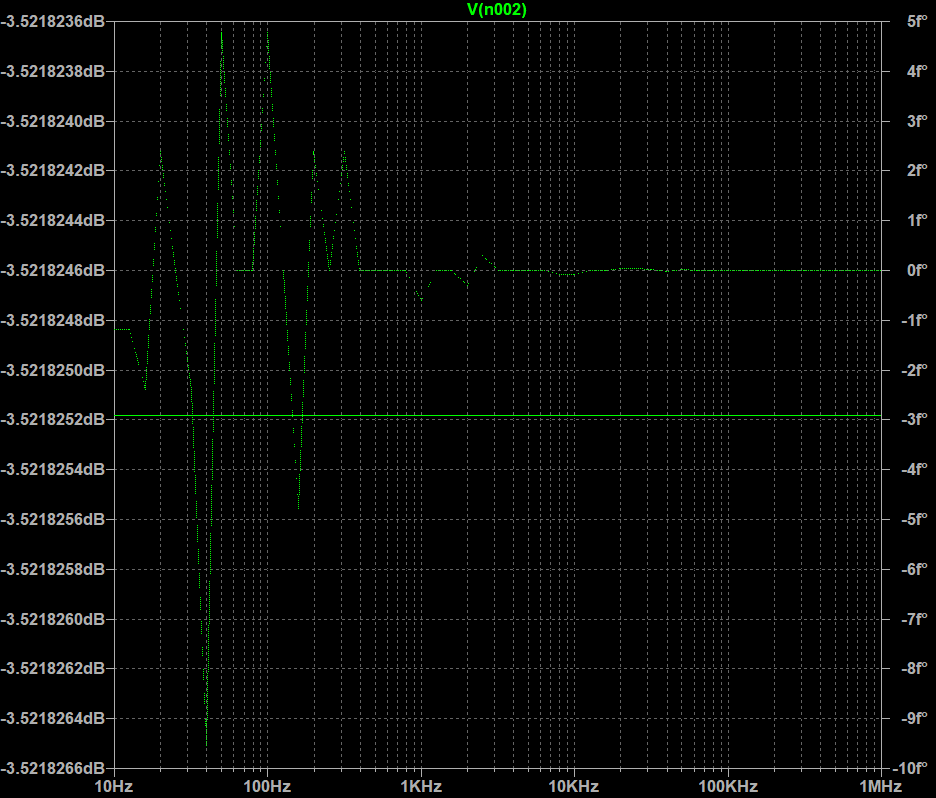 V(n002)
-3.5218236dB 5f°
-3.5218238dB 4f°
-3.5218240dB 3f°
-3.5218242dB 2f°
-3.5218244dB 1f°
-3.5218246dB 0f°
-3.5218248dB -1f°
-3.5218250dB -2f°
-3.5218252dB -3f°
-3.5218254dB -4f°
-3.5218256dB -5f°
-3.5218258dB -6f°
-3.5218260dB -7f°
-3.5218262dB -8f°
-3.5218264dB -9f°
-3.5218266dB -10f°
10Hz 100Hz 1KHz 10KHz 100KHz 1MHz